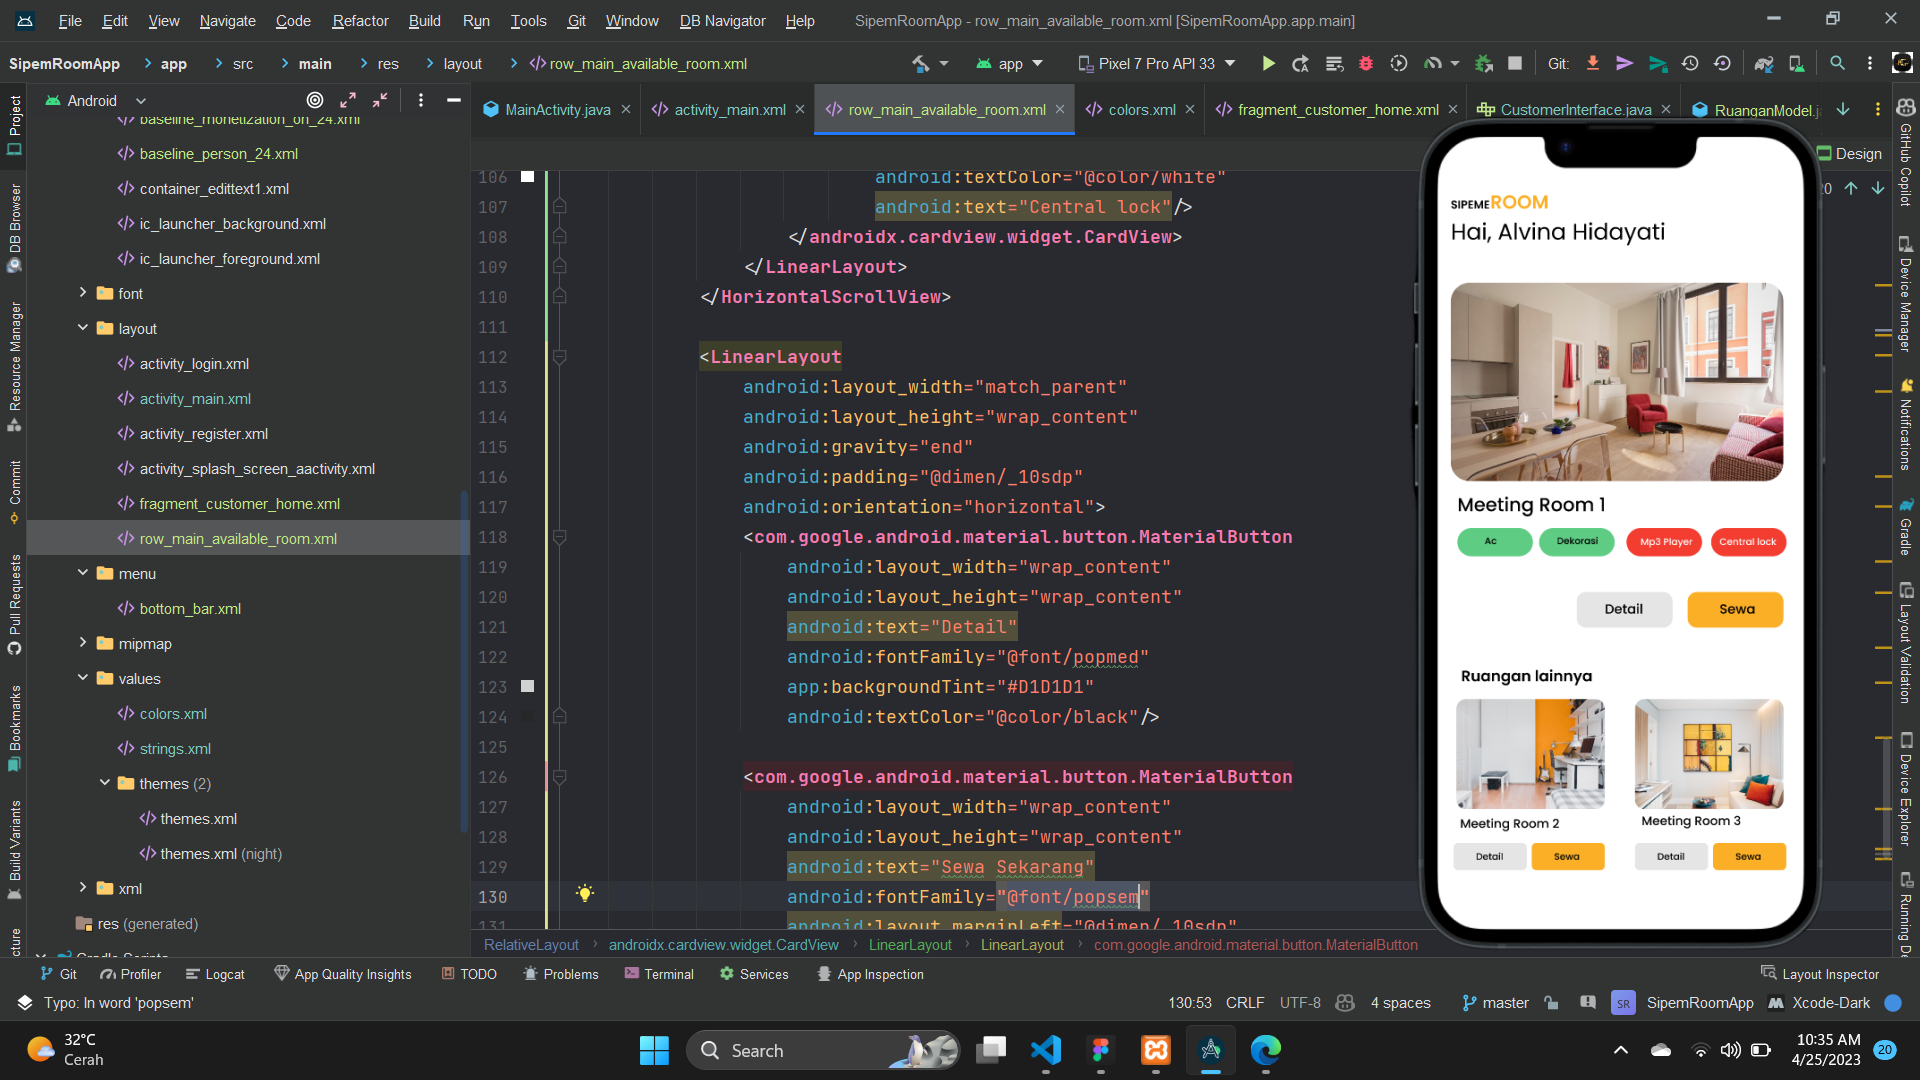 File Edit View Navigate Code Refactor Build Run Tools Git Window DB Navigator Help SipemRoomApp - row_main_available_room.xml [SipemRoomApp.app.main]
SipemRoomApp app src main res layout row_main_available_room.xml app Pixel 7 Pro API 33 Git:
Android
MainActivity.java activity_main.xml row_main_available_room.xml colors.xml fragment_customer_home.xml CustomerInterface.java RuanganModel.j
Design
Project
DB Browser
Resource Manager
Commit
Pull Requests
Bookmarks
Build Variants
baseline_monetization_on_24.xml
baseline_person_24.xml
container_edittext1.xml
ic_launcher_background.xml
ic_launcher_foreground.xml
font
layout
activity_login.xml
activity_main.xml
activity_register.xml
activity_splash_screen_aactivity.xml
fragment_customer_home.xml
row_main_available_room.xml
menu
bottom_bar.xml
mipmap
values
colors.xml
strings.xml
themes (2)
themes.xml
themes.xml (night)
xml
res (generated)
Gradle Scripts
106 android:textColor="@color/white"
107 android:text="Central lock"/>
108 </androidx.cardview.widget.CardView>
109 </LinearLayout>
110 </HorizontalScrollView>
111
112 <LinearLayout
113 android:layout_width="match_parent"
114 android:layout_height="wrap_content"
115 android:gravity="end"
116 android:padding="@dimen/_10sdp"
117 android:orientation="horizontal">
118 <com.google.android.material.button.MaterialButton
119 android:layout_width="wrap_content"
120 android:layout_height="wrap_content"
121 android:text="Detail"
122 android:fontFamily="@font/popmed"
123 app:backgroundTint="#D1D1D1"
124 android:textColor="@color/black"/>
125
126 <com.google.android.material.button.MaterialButton
127 android:layout_width="wrap_content"
128 android:layout_height="wrap_content"
129 android:text="Sewa Sekarang"
130 android:fontFamily="@font/popsem"
131 android:layout_marginLeft="@dimen/_10sdp"
RelativeLayout androidx.cardview.widget.CardView LinearLayout LinearLayout com.google.android.material.button.MaterialButton
SIPEMEROOM
Hai, Alvina Hidayati
Meeting Room 1
Ac Dekorasi Mp3 Player Central lock
Detail Sewa
Ruangan lainnya
Meeting Room 2 Meeting Room 3
Detail Sewa Detail Sewa
20
GitHub Copilot
Device Manager
Notifications
Gradle
Layout Validation
Device Explorer
Running De
Git Profiler Logcat App Quality Insights TODO Problems Terminal Services App Inspection Layout Inspector
Typo: In word 'popsem' 130:53 CRLF UTF-8 4 spaces master SR SipemRoomApp Xcode-Dark
32°C
Cerah
Search
10:35 AM
4/25/2023
20